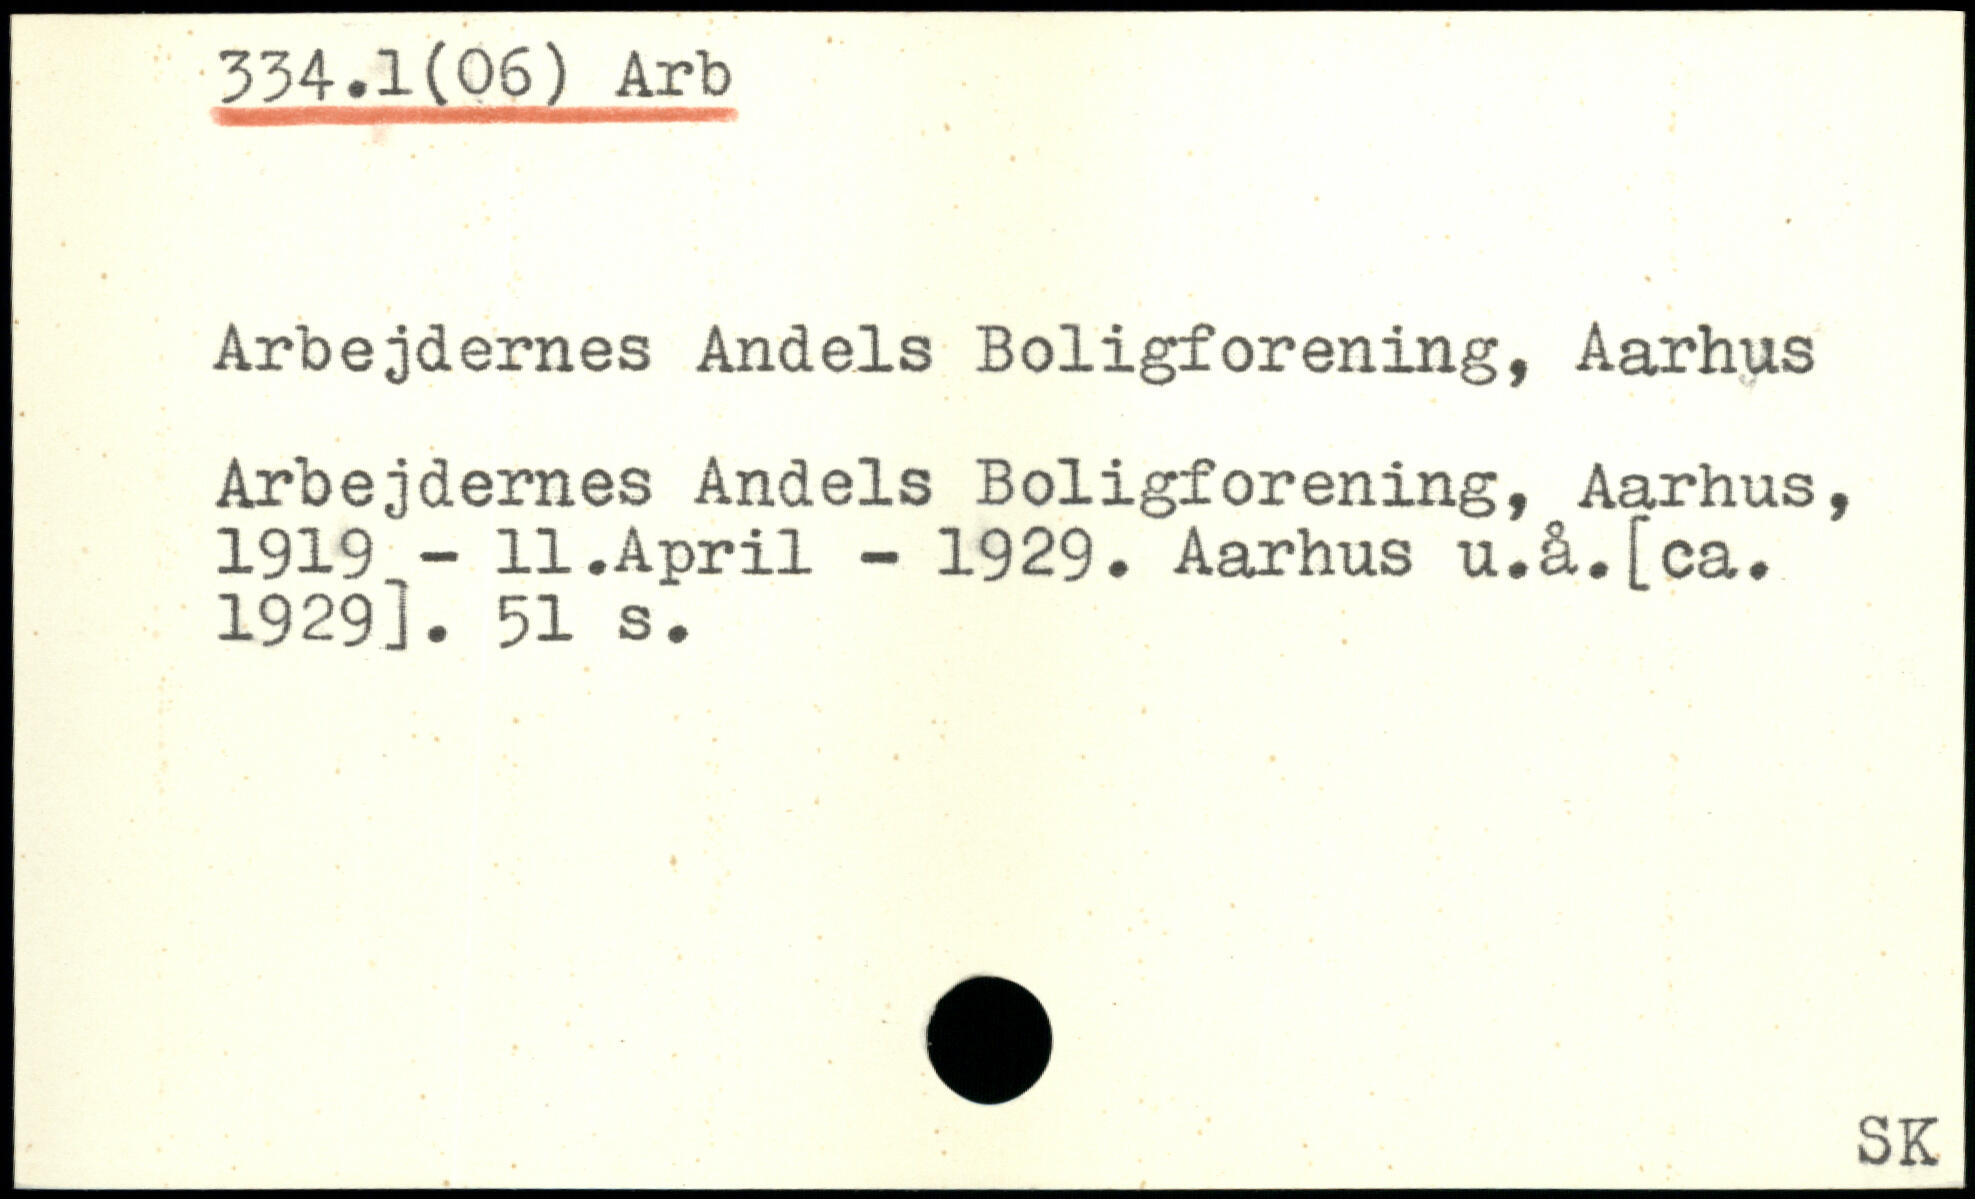 334.1(06) Arb
Arbejdernes Andels Boligforening, Aarhus
Arbejdernes Andels Boligforening, Aarhus,
1919 - 11.April - 1929. Aarhus u.å.[ca.
1929]. 51 s.
SK